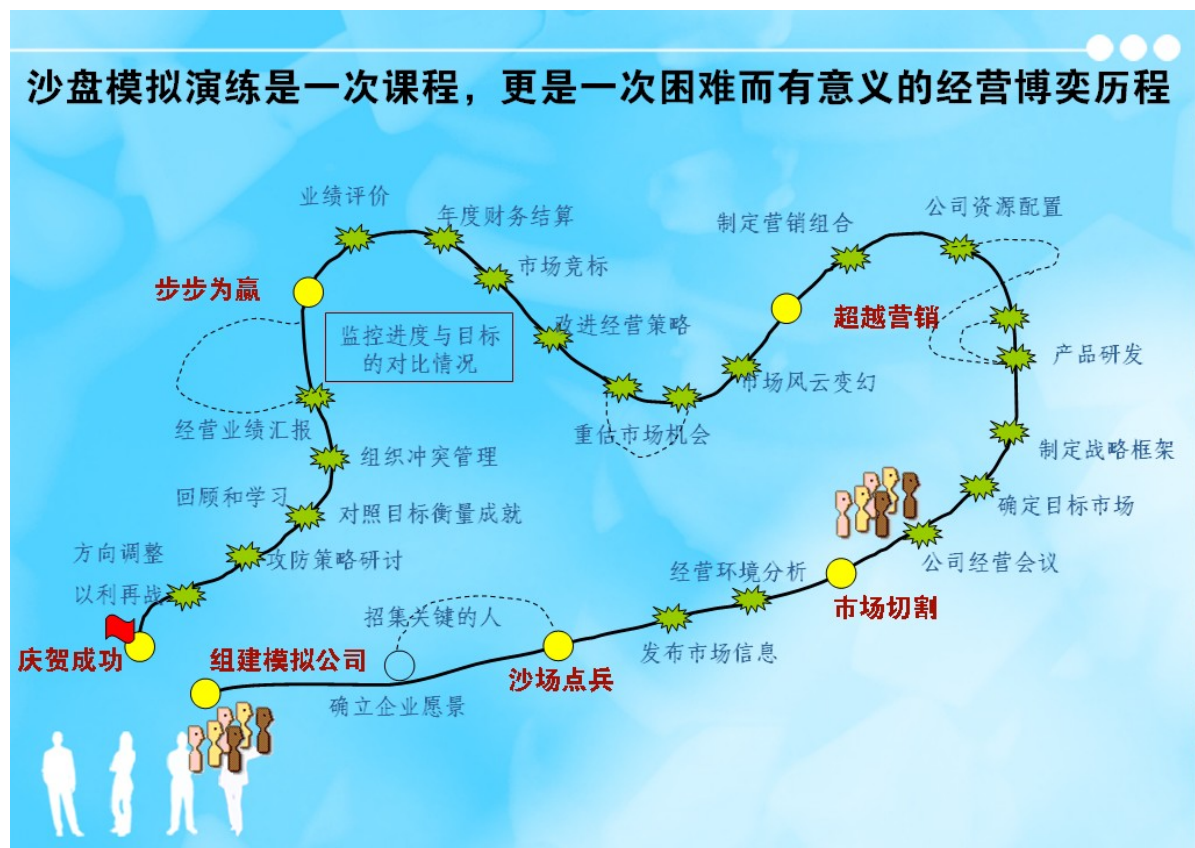 沙盘模拟演练是一次课程，更是一次困难而有意义的经营博奕历程
业绩评价
年度财务结算
制定营销组合
公司资源配置
市场竞标
步步为赢
超越营销
监控进度与目标
的对比情况
改进经营策略
产品研发
市场风云变幻
经营业绩汇报
重估市场机会
组织冲突管理
制定战略框架
回顾和学习
对照目标衡量成就
确定目标市场
方向调整
以利再战
攻防策略研讨
经营环境分析
公司经营会议
招集关键的人
市场切割
庆贺成功
组建模拟公司
沙场点兵
发布市场信息
确立企业愿景